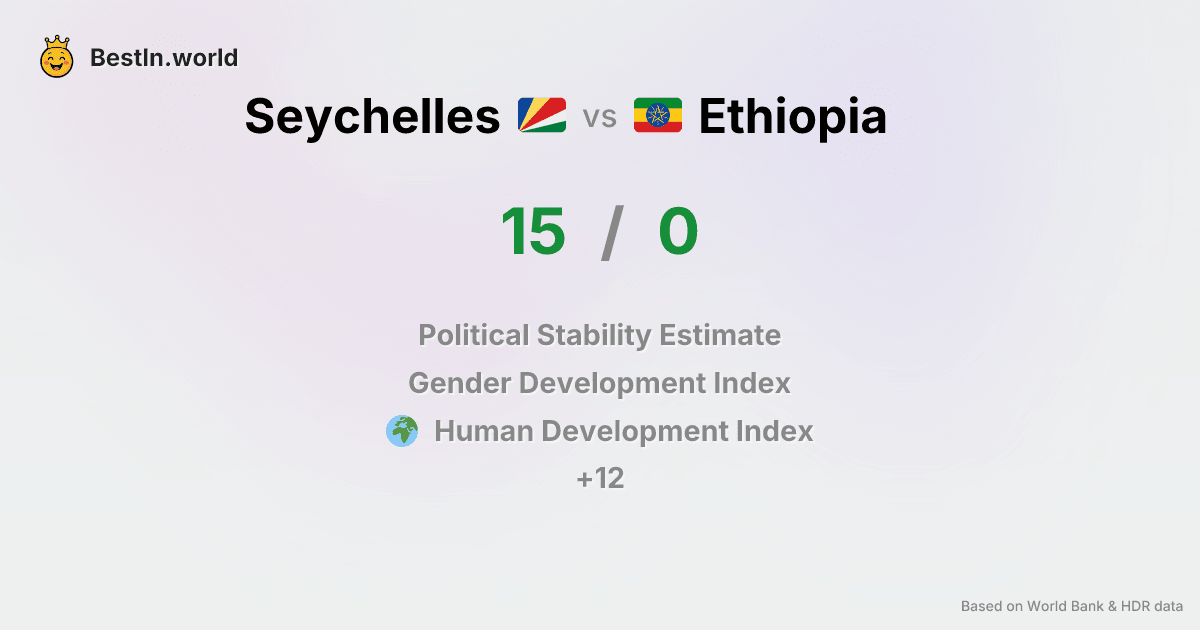 BestIn.world
Seychelles vs Ethiopia
15 / 0
Political Stability Estimate
Gender Development Index
Human Development Index
+12
Based on World Bank & HDR data